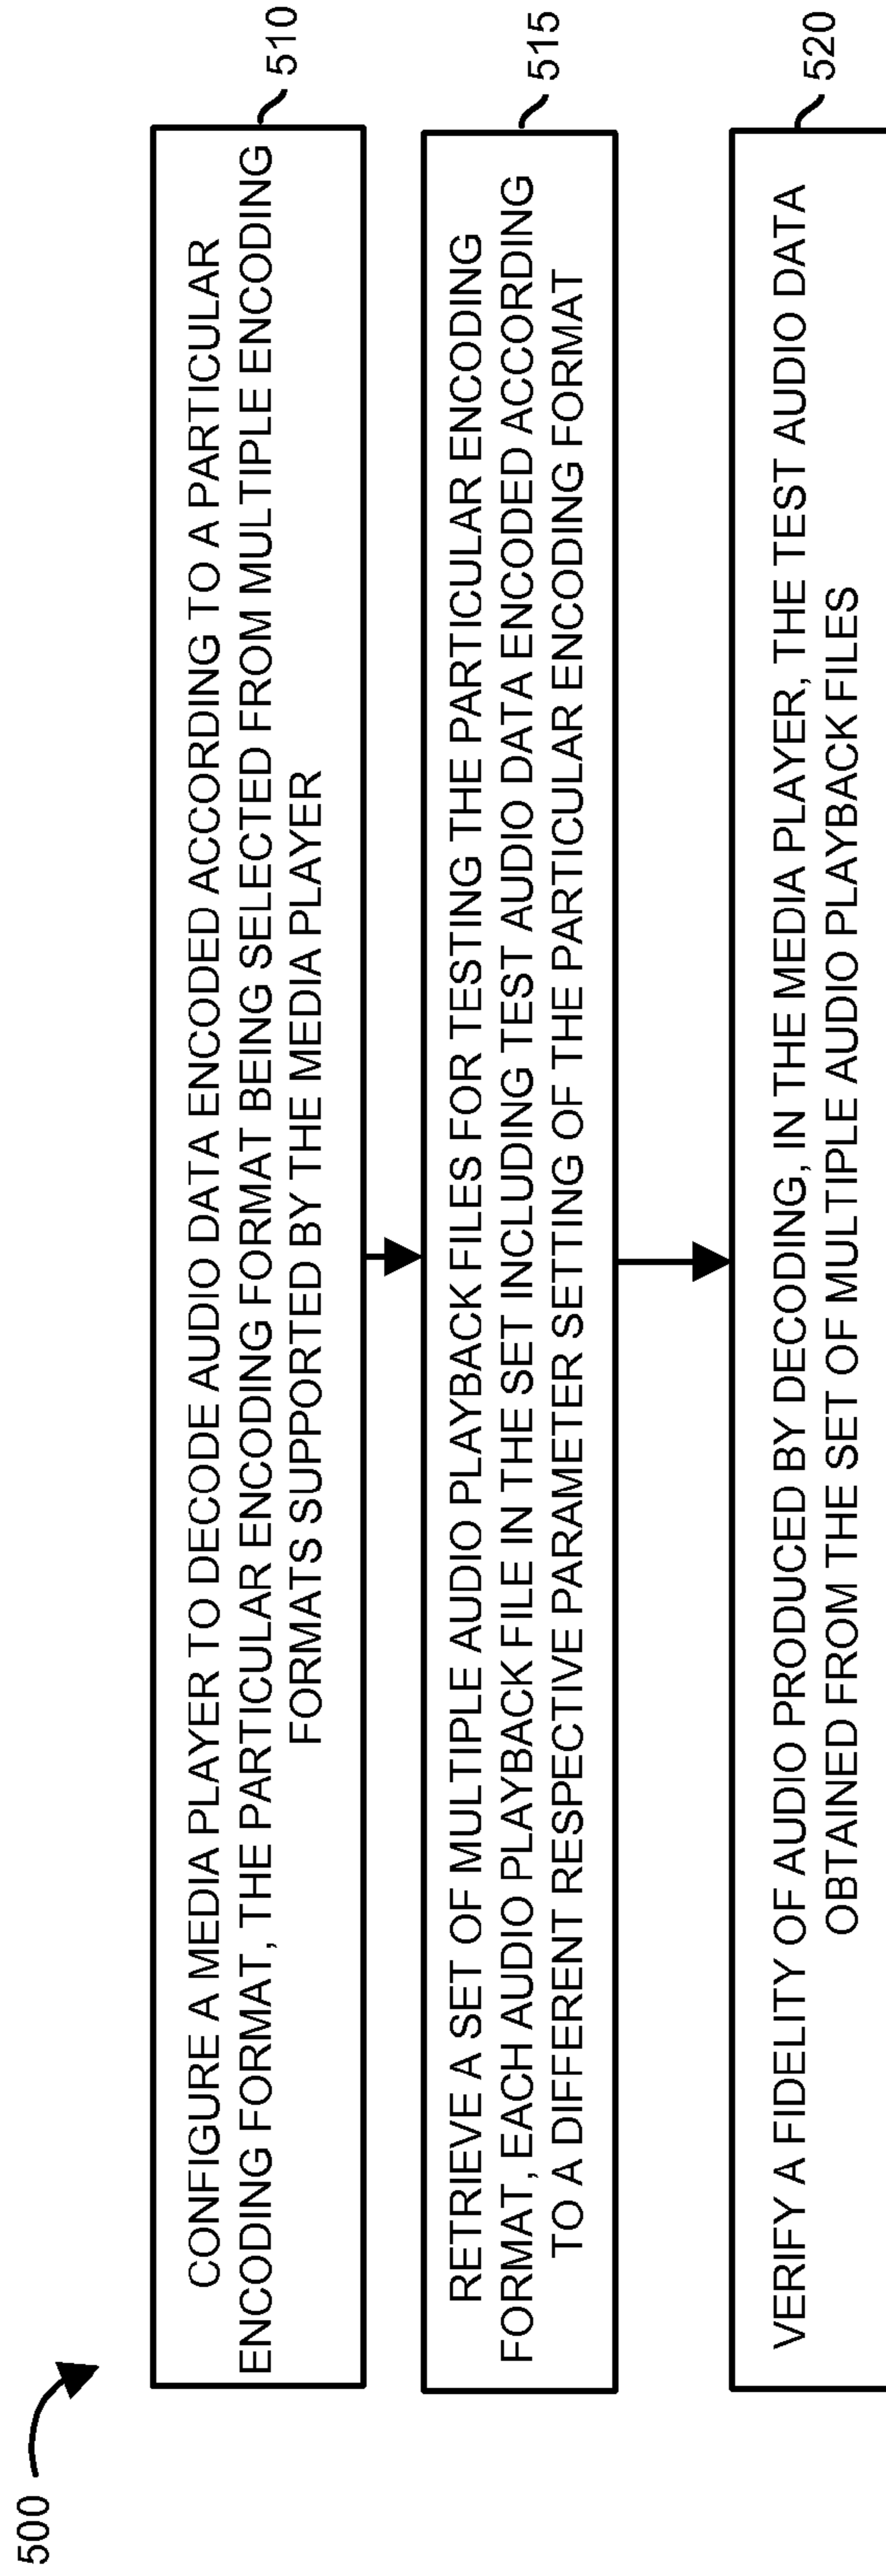 500
CONFIGURE A MEDIA PLAYER TO DECODE AUDIO DATA ENCODED ACCORDING TO A PARTICULAR
ENCODING FORMAT, THE PARTICULAR ENCODING FORMAT BEING SELECTED FROM MULTIPLE ENCODING
FORMATS SUPPORTED BY THE MEDIA PLAYER
510
RETRIEVE A SET OF MULTIPLE AUDIO PLAYBACK FILES FOR TESTING THE PARTICULAR ENCODING
FORMAT, EACH AUDIO PLAYBACK FILE IN THE SET INCLUDING TEST AUDIO DATA ENCODED ACCORDING
TO A DIFFERENT RESPECTIVE PARAMETER SETTING OF THE PARTICULAR ENCODING FORMAT
515
VERIFY A FIDELITY OF AUDIO PRODUCED BY DECODING, IN THE MEDIA PLAYER, THE TEST AUDIO DATA
OBTAINED FROM THE SET OF MULTIPLE AUDIO PLAYBACK FILES
520